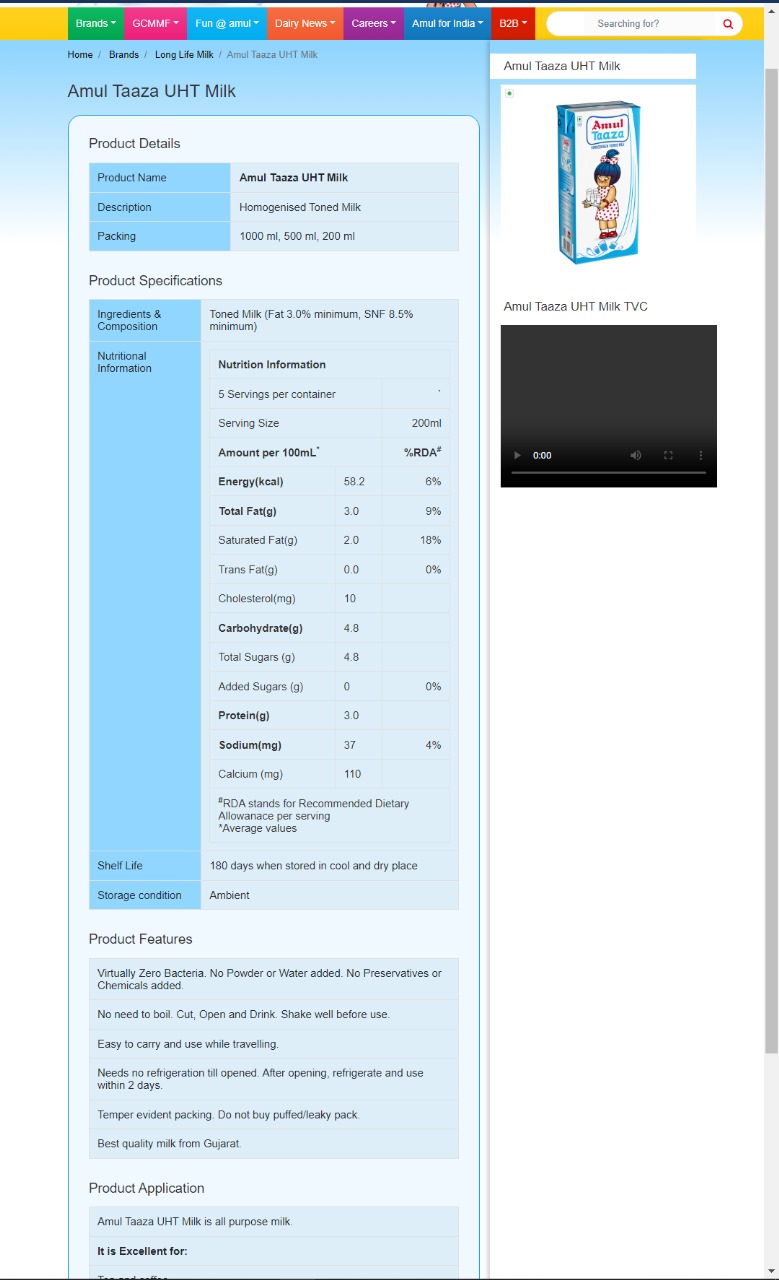 Brands GCMMF Fun @ amul Dairy News Careers Amul for India B2B Searching for?
Home / Brands / Long Life Milk / Amul Taaza UHT Milk
Amul Taaza UHT Milk
Product Details
Product Name Amul Taaza UHT Milk
Description Homogenised Toned Milk
Packing 1000 ml, 500 ml, 200 ml
Product Specifications
Ingredients & Composition Toned Milk (Fat 3.0% minimum, SNF 8.5%
minimum)
Nutritional
Information
Nutrition Information
5 Servings per container
Serving Size 200ml
Amount per 100mL* %RDA#
Energy(kcal) 58.2 6%
Total Fat(g) 3.0 9%
Saturated Fat(g) 2.0 18%
Trans Fat(g) 0.0 0%
Cholesterol(mg) 10
Carbohydrate(g) 4.8
Total Sugars (g) 4.8
Added Sugars (g) 0 0%
Protein(g) 3.0
Sodium(mg) 37 4%
Calcium (mg) 110
#RDA stands for Recommended Dietary
Allowanace per serving
*Average values
Shelf Life 180 days when stored in cool and dry place
Storage condition Ambient
Product Features
Virtually Zero Bacteria. No Powder or Water added. No Preservatives or
Chemicals added.
No need to boil. Cut, Open and Drink. Shake well before use.
Easy to carry and use while travelling.
Needs no refrigeration till opened. After opening, refrigerate and use
within 2 days.
Temper evident packing. Do not buy puffed/leaky pack.
Best quality milk from Gujarat.
Product Application
Amul Taaza UHT Milk is all purpose milk.
It is Excellent for:
Amul Taaza UHT Milk
Amul
Taaza
Amul Taaza UHT Milk TVC
0:00